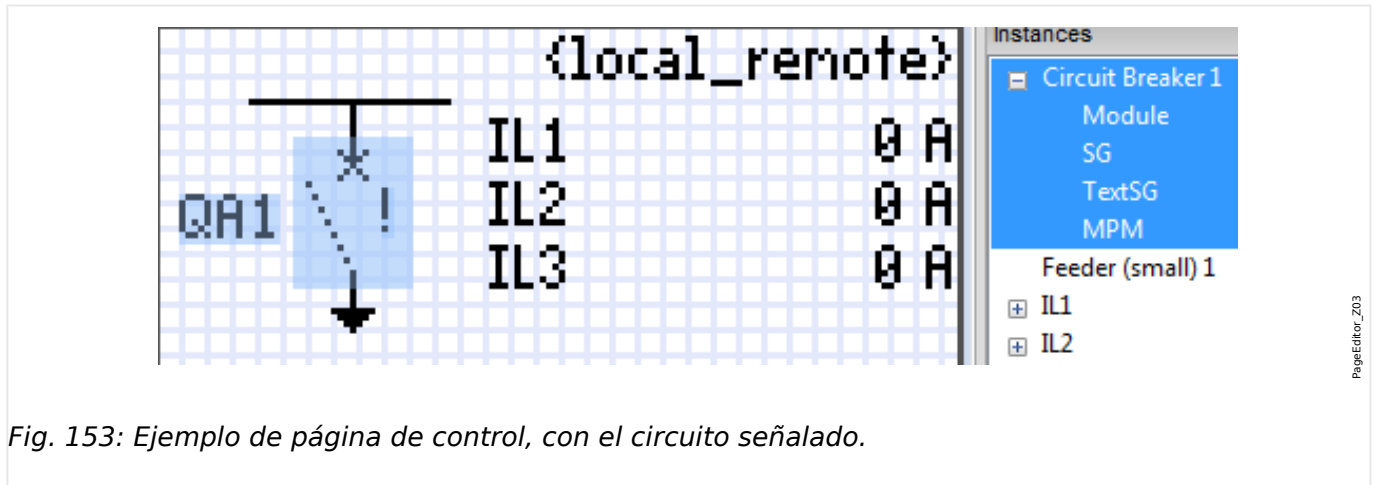 {local_remote}
IL1 0 A
QA1 !
IL2 0 A
IL3 0 A
Instances
Circuit Breaker 1
Module
SG
TextSG
MPM
Feeder (small) 1
IL1
IL2
PageEditor_Z03
Fig. 153: Ejemplo de página de control, con el circuito señalado.